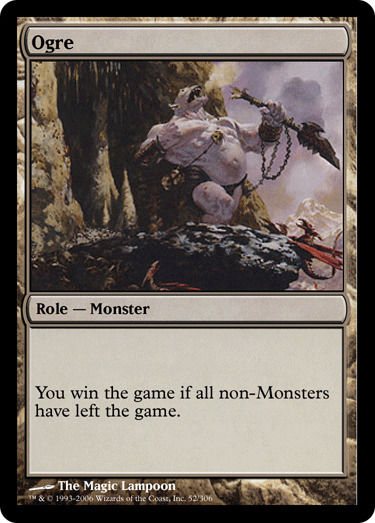 Ogre
Role — Monster
You win the game if all non-Monsters
have left the game.
The Magic Lampoon
™ & © 1993-2006 Wizards of the Coast, Inc. 52/306